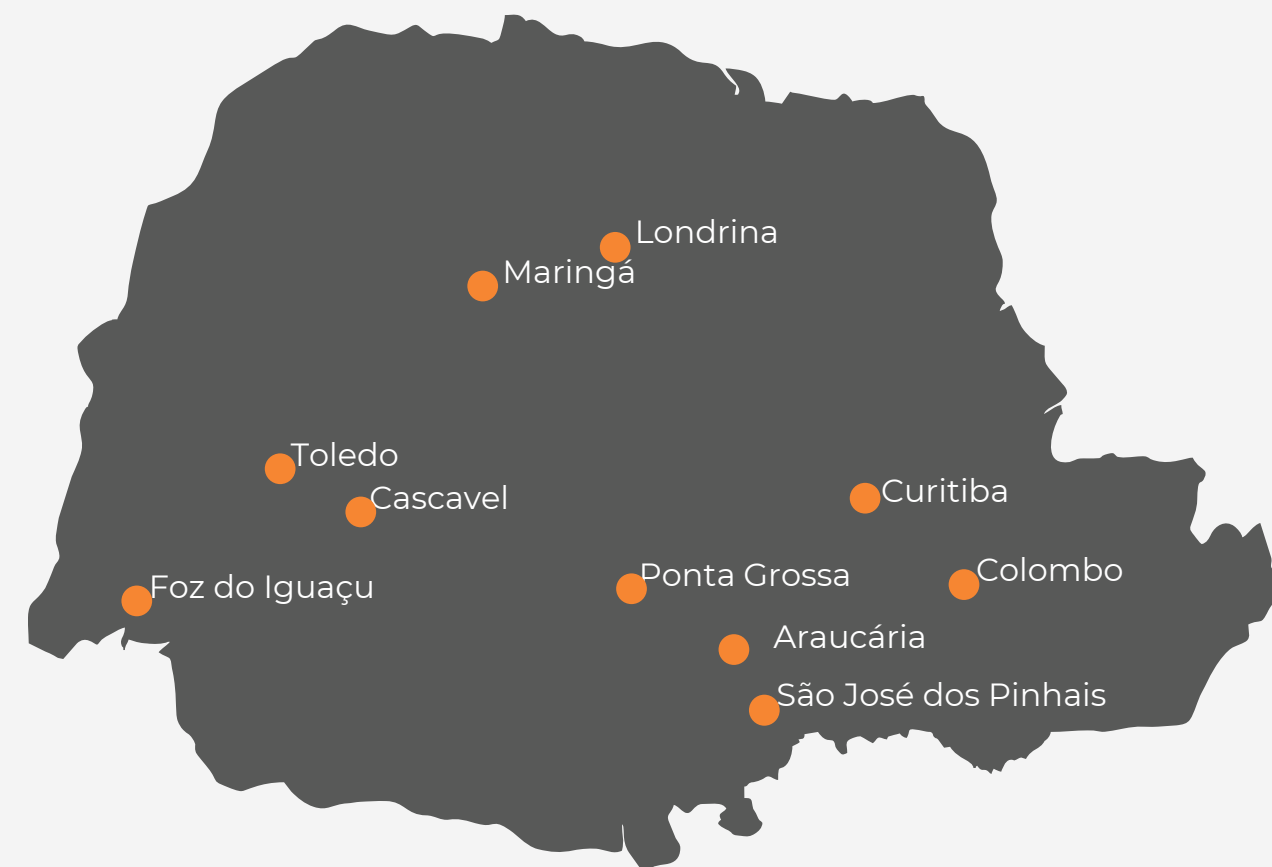 Londrina
Maringá
Toledo
Curitiba
Cascavel
Colombo
Ponta Grossa
Foz do Iguaçu
Araucária
São José dos Pinhais